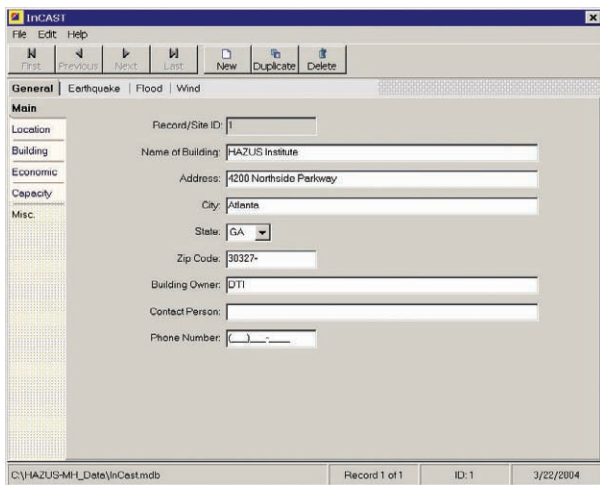 InCAST
File Edit Help
First Previous Next Last New Duplicate Delete
General Earthquake Flood Wind
Main
Location
Building
Economic
Capacity
Misc.
Record/Site ID: 1
Name of Building: HAZUS Institute
Address: 4200 Northside Parkway
City: Atlanta
State: GA
Zip Code: 30327-
Building Owner: DTI
Contact Person:
Phone Number: (___)___-____
C:\HAZUS-MH_Data\InCast.mdb Record 1 of 1 ID: 1 3/22/2004